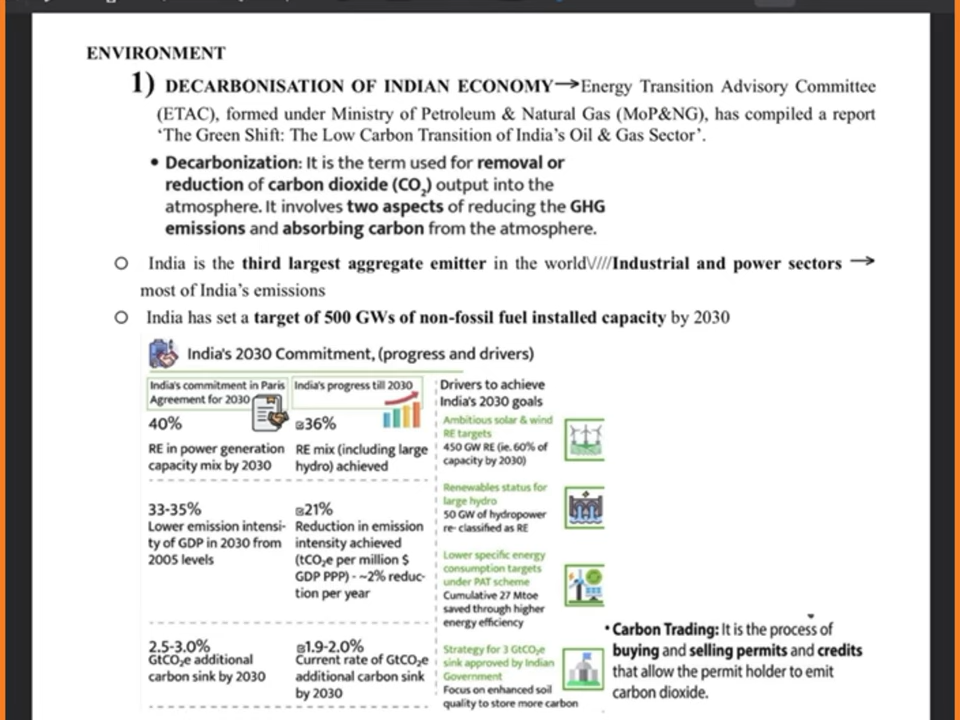 ENVIRONMENT
1) DECARBONISATION OF INDIAN ECONOMY→Energy Transition Advisory Committee
(ETAC), formed under Ministry of Petroleum & Natural Gas (MoP&NG), has compiled a report
‘The Green Shift: The Low Carbon Transition of India’s Oil & Gas Sector’.
• Decarbonization: It is the term used for removal or
reduction of carbon dioxide (CO₂) output into the
atmosphere. It involves two aspects of reducing the GHG
emissions and absorbing carbon from the atmosphere.
○ India is the third largest aggregate emitter in the world\////Industrial and power sectors →
most of India’s emissions
○ India has set a target of 500 GWs of non-fossil fuel installed capacity by 2030
India's 2030 Commitment, (progress and drivers)
India's commitment in Paris
Agreement for 2030
40%
RE in power generation
capacity mix by 2030
33-35%
Lower emission intensi-
ty of GDP in 2030 from
2005 levels
2.5-3.0%
GtCO₂e additional
carbon sink by 2030
India's progress till 2030
36%
RE mix (including large
hydro) achieved
21%
Reduction in emission
intensity achieved
(tCO₂e per million $
GDP PPP) - ~2% reduc-
tion per year
1.9-2.0%
Current rate of GtCO₂e
additional carbon sink
by 2030
Drivers to achieve
India's 2030 goals
Ambitious solar & wind
RE targets
450 GW RE (ie.60% of
capacity by 2030)
Renewables status for
large hydro
50 GW of hydropower
re- classified as RE
Lower specific energy
consumption targets
under PAT scheme
Cumulative 27 Mtoe
saved through higher
energy efficiency
Strategy for 3 GtCO₂e
sink approved by Indian
Government
Focus on enhanced soil
quality to store more carbon
• Carbon Trading: It is the process of
buying and selling permits and credits
that allow the permit holder to emit
carbon dioxide.